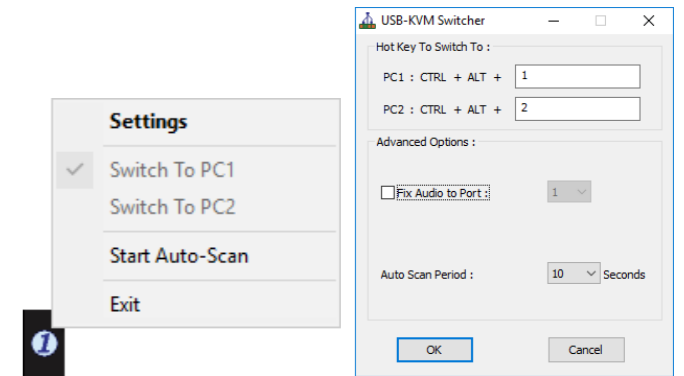 Settings
Switch To PC1
Switch To PC2
Start Auto-Scan
Exit
1
USB-KVM Switcher
Hot Key To Switch To :
PC1 : CTRL + ALT + 1
PC2 : CTRL + ALT + 2
Advanced Options :
Fix Audio to Port : 1
Auto Scan Period : 10 Seconds
OK Cancel